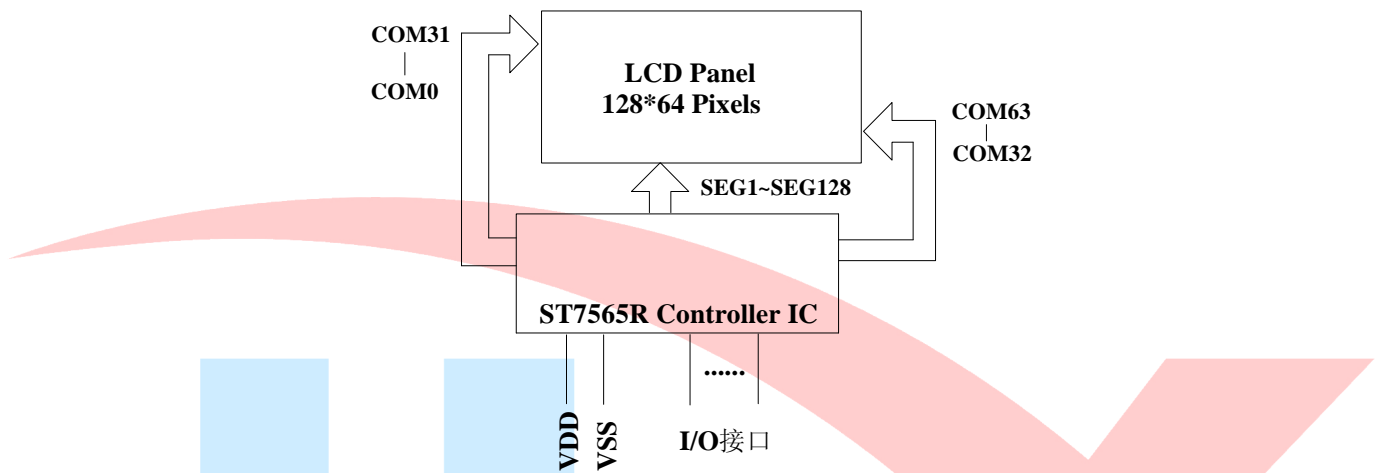 COM31
COM0
LCD Panel
128*64 Pixels
COM63
COM32
SEG1~SEG128
ST7565R Controller IC
......
VDD
VSS
I/O接口